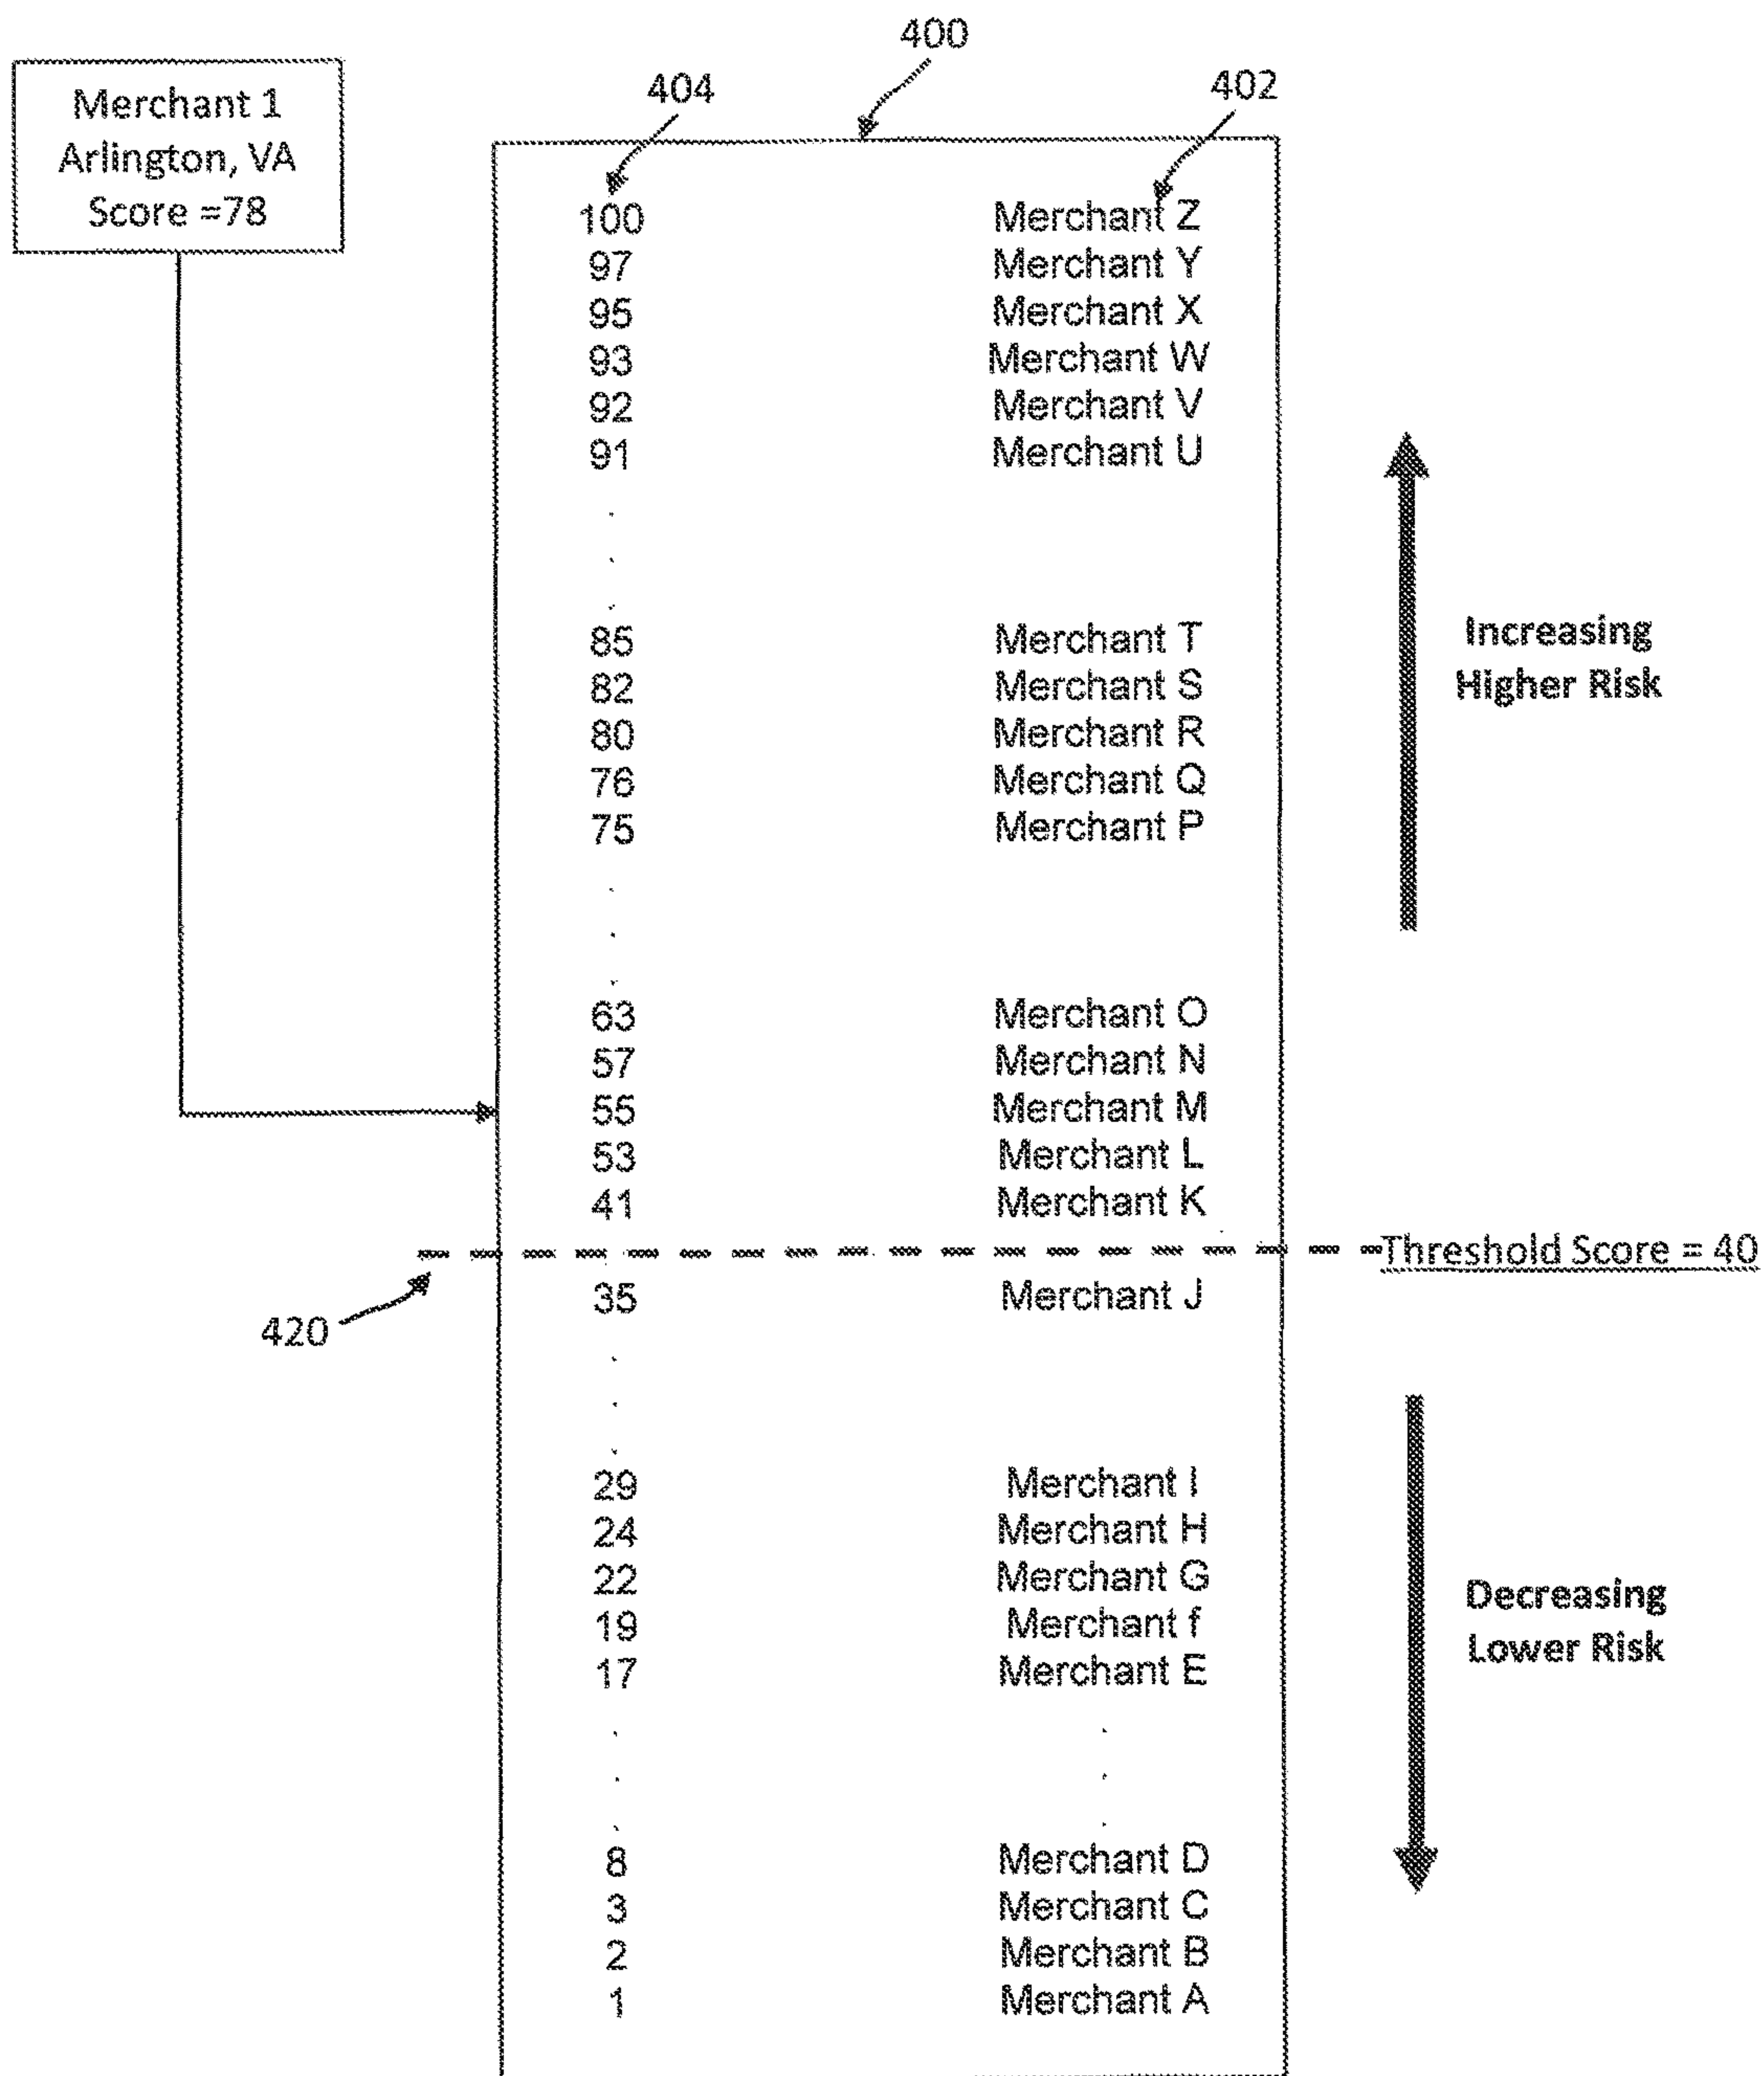 400
404
402
Merchant 1
Arlington, VA
Score =78
100 Merchant Z
97 Merchant Y
95 Merchant X
93 Merchant W
92 Merchant V
91 Merchant U
.
.
.
85 Merchant T
82 Merchant S
80 Merchant R
76 Merchant Q
75 Merchant P
.
.
.
Increasing
Higher Risk
63 Merchant O
57 Merchant N
55 Merchant M
53 Merchant L
41 Merchant K
Threshold Score = 40
420
35 Merchant J
.
.
.
29 Merchant I
24 Merchant H
22 Merchant G
19 Merchant f
17 Merchant E
. .
. .
. .
Decreasing
Lower Risk
8 Merchant D
3 Merchant C
2 Merchant B
1 Merchant A